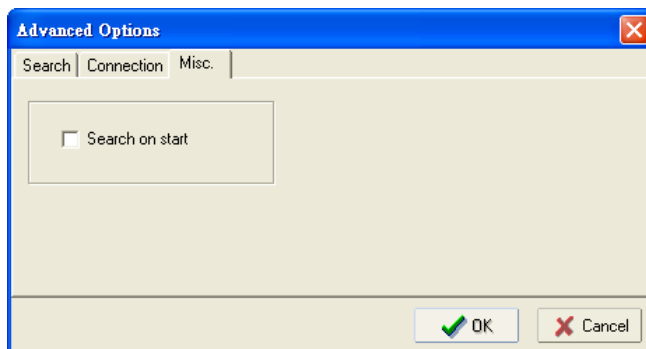 Advanced Options
Search Connection Misc.
Search on start
OK Cancel